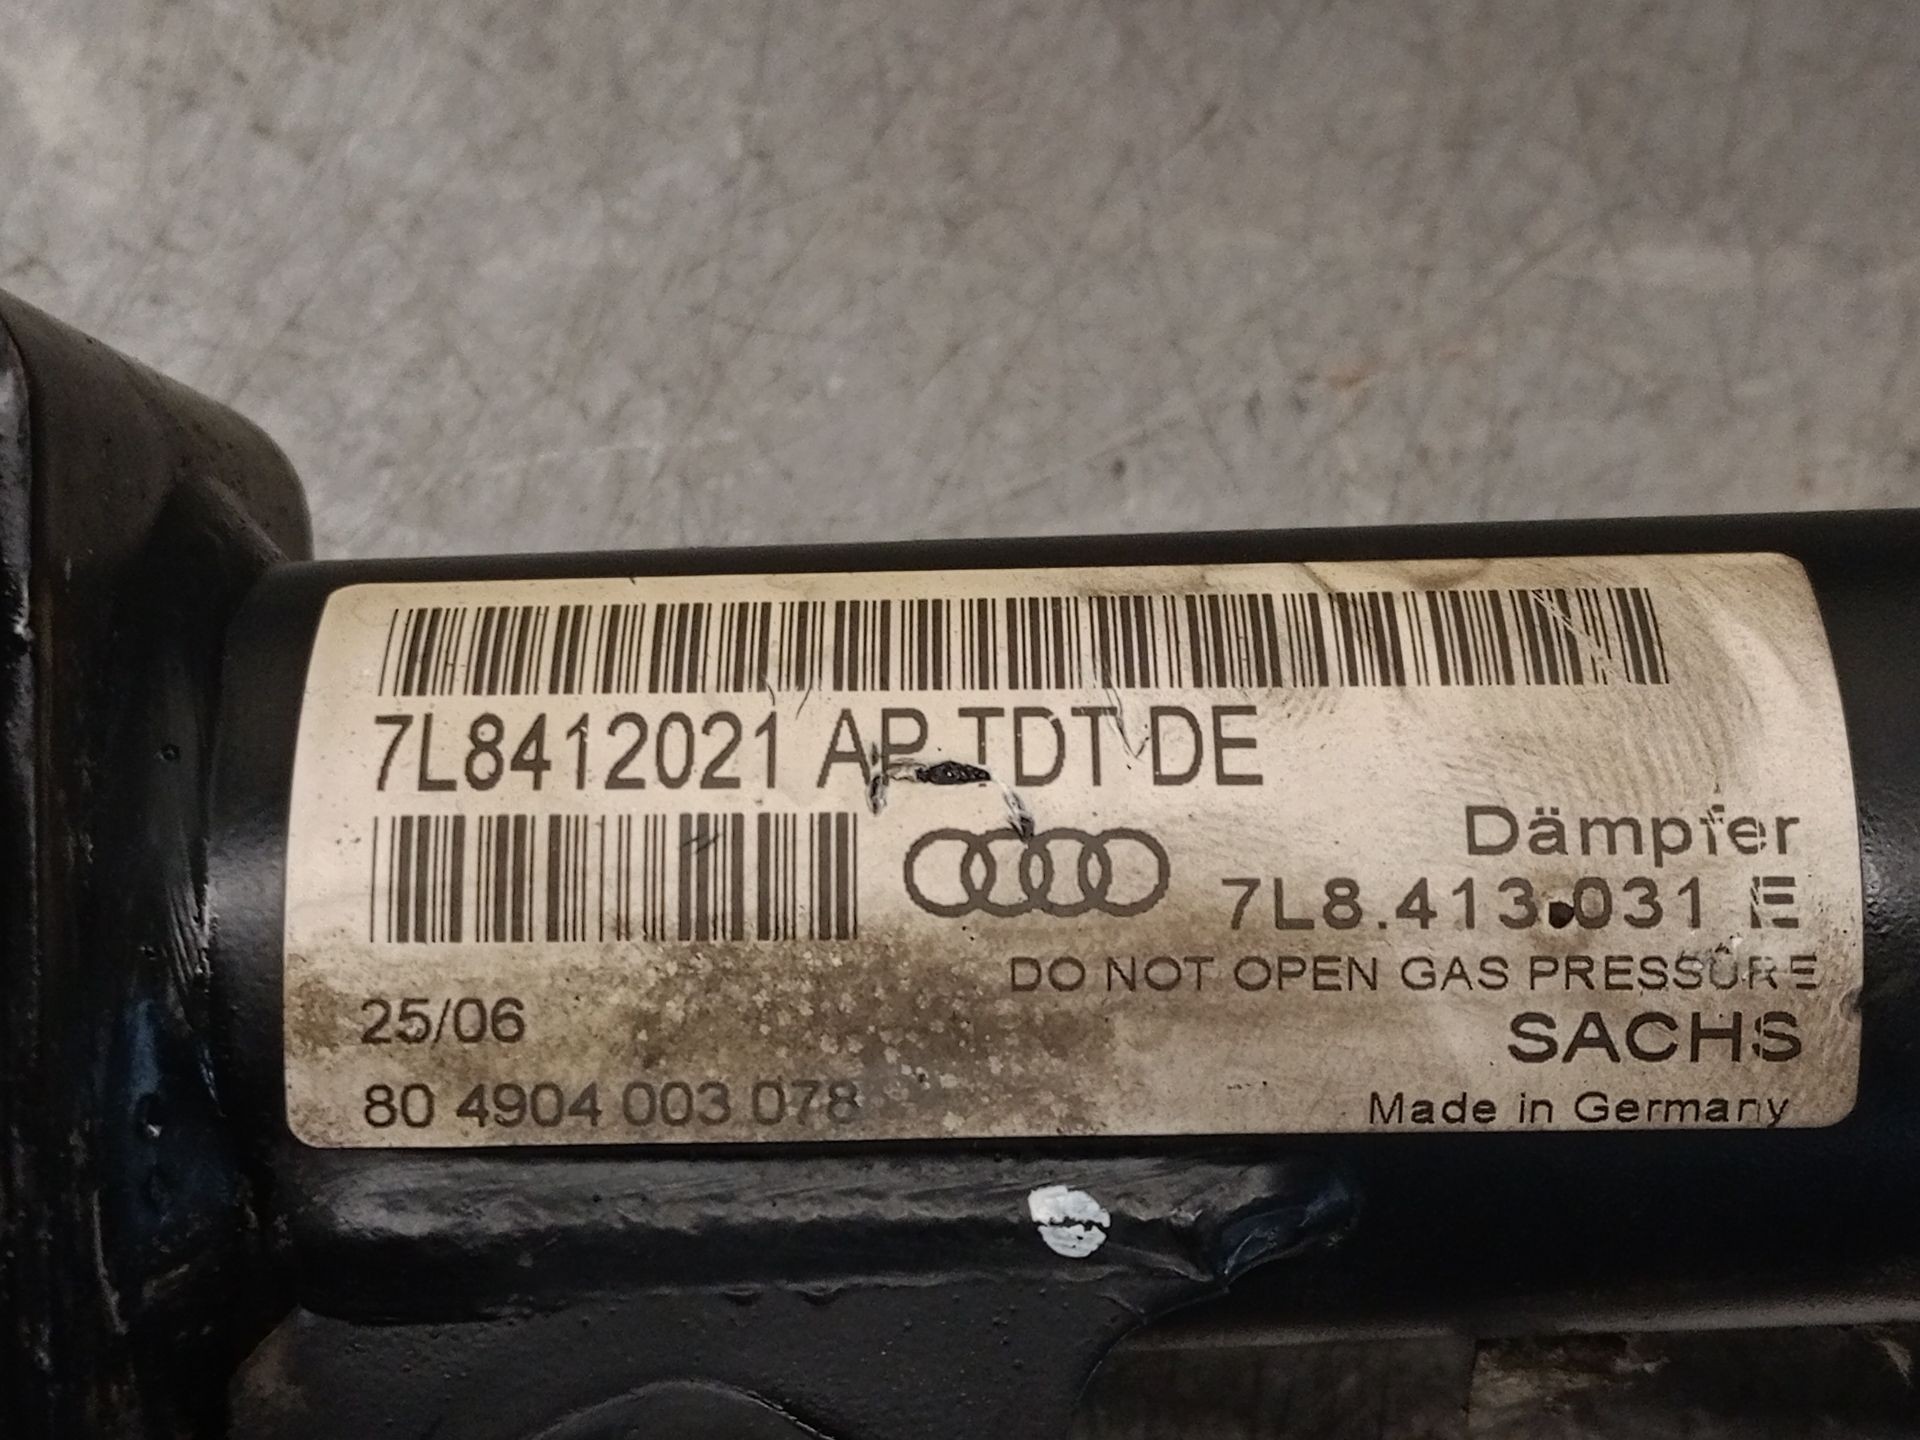 7L8412021 AP TDT DE
Dämpfer
7L8.413.031 E
DO NOT OPEN GAS PRESSURE
25/06
SACHS
80 4904 003 078
Made in Germany